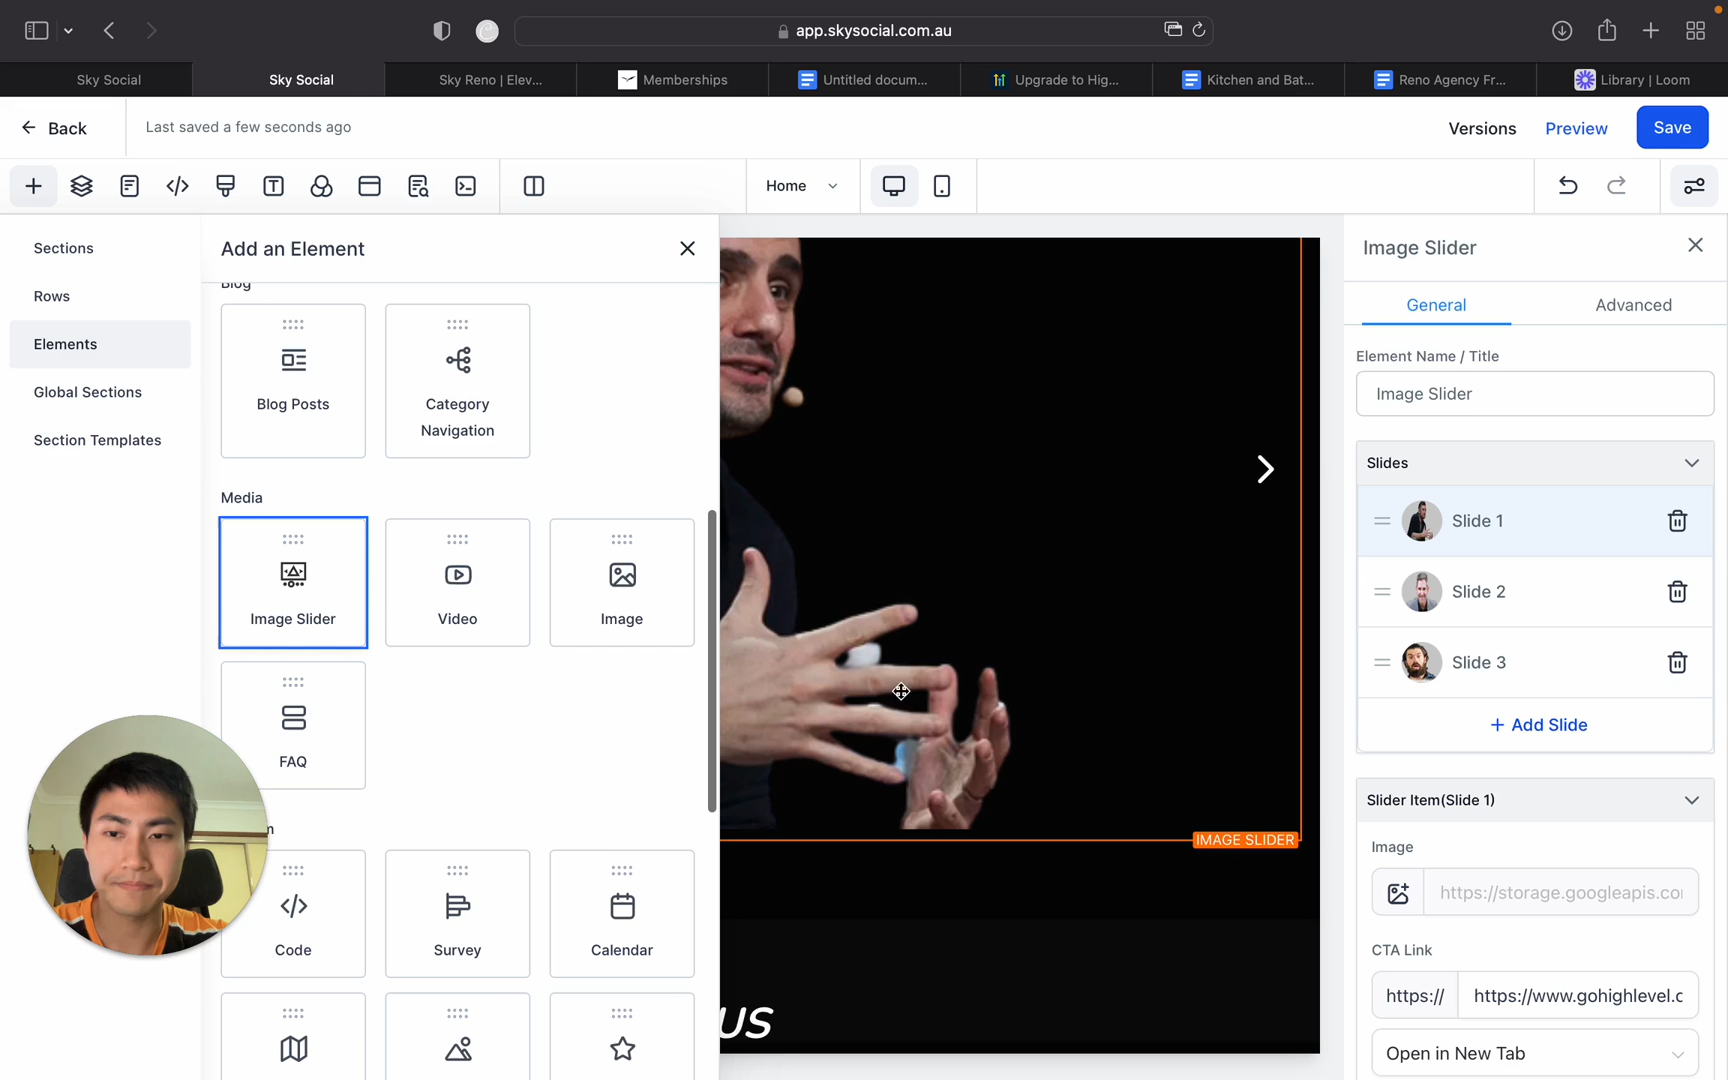 app.skysocial.com.au
Sky Social
Sky Social
Sky Reno | Elev...
Memberships
Untitled docum...
Upgrade to Hig...
Kitchen and Bat...
Reno Agency Fr...
Library | Loom
Back
Last saved a few seconds ago
Versions
Preview
Save
Home
Sections
Rows
Elements
Global Sections
Section Templates
Add an Element
Blog
Blog Posts
Category
Navigation
Media
Image Slider
Video
Image
FAQ
Code
Survey
Calendar
IMAGE SLIDER
US
Image Slider
General
Advanced
Element Name / Title
Image Slider
Slides
Slide 1
Slide 2
Slide 3
+ Add Slide
Slider Item(Slide 1)
Image
https://storage.googleapis.co
CTA Link
https://
https://www.gohighlevel.c
Open in New Tab